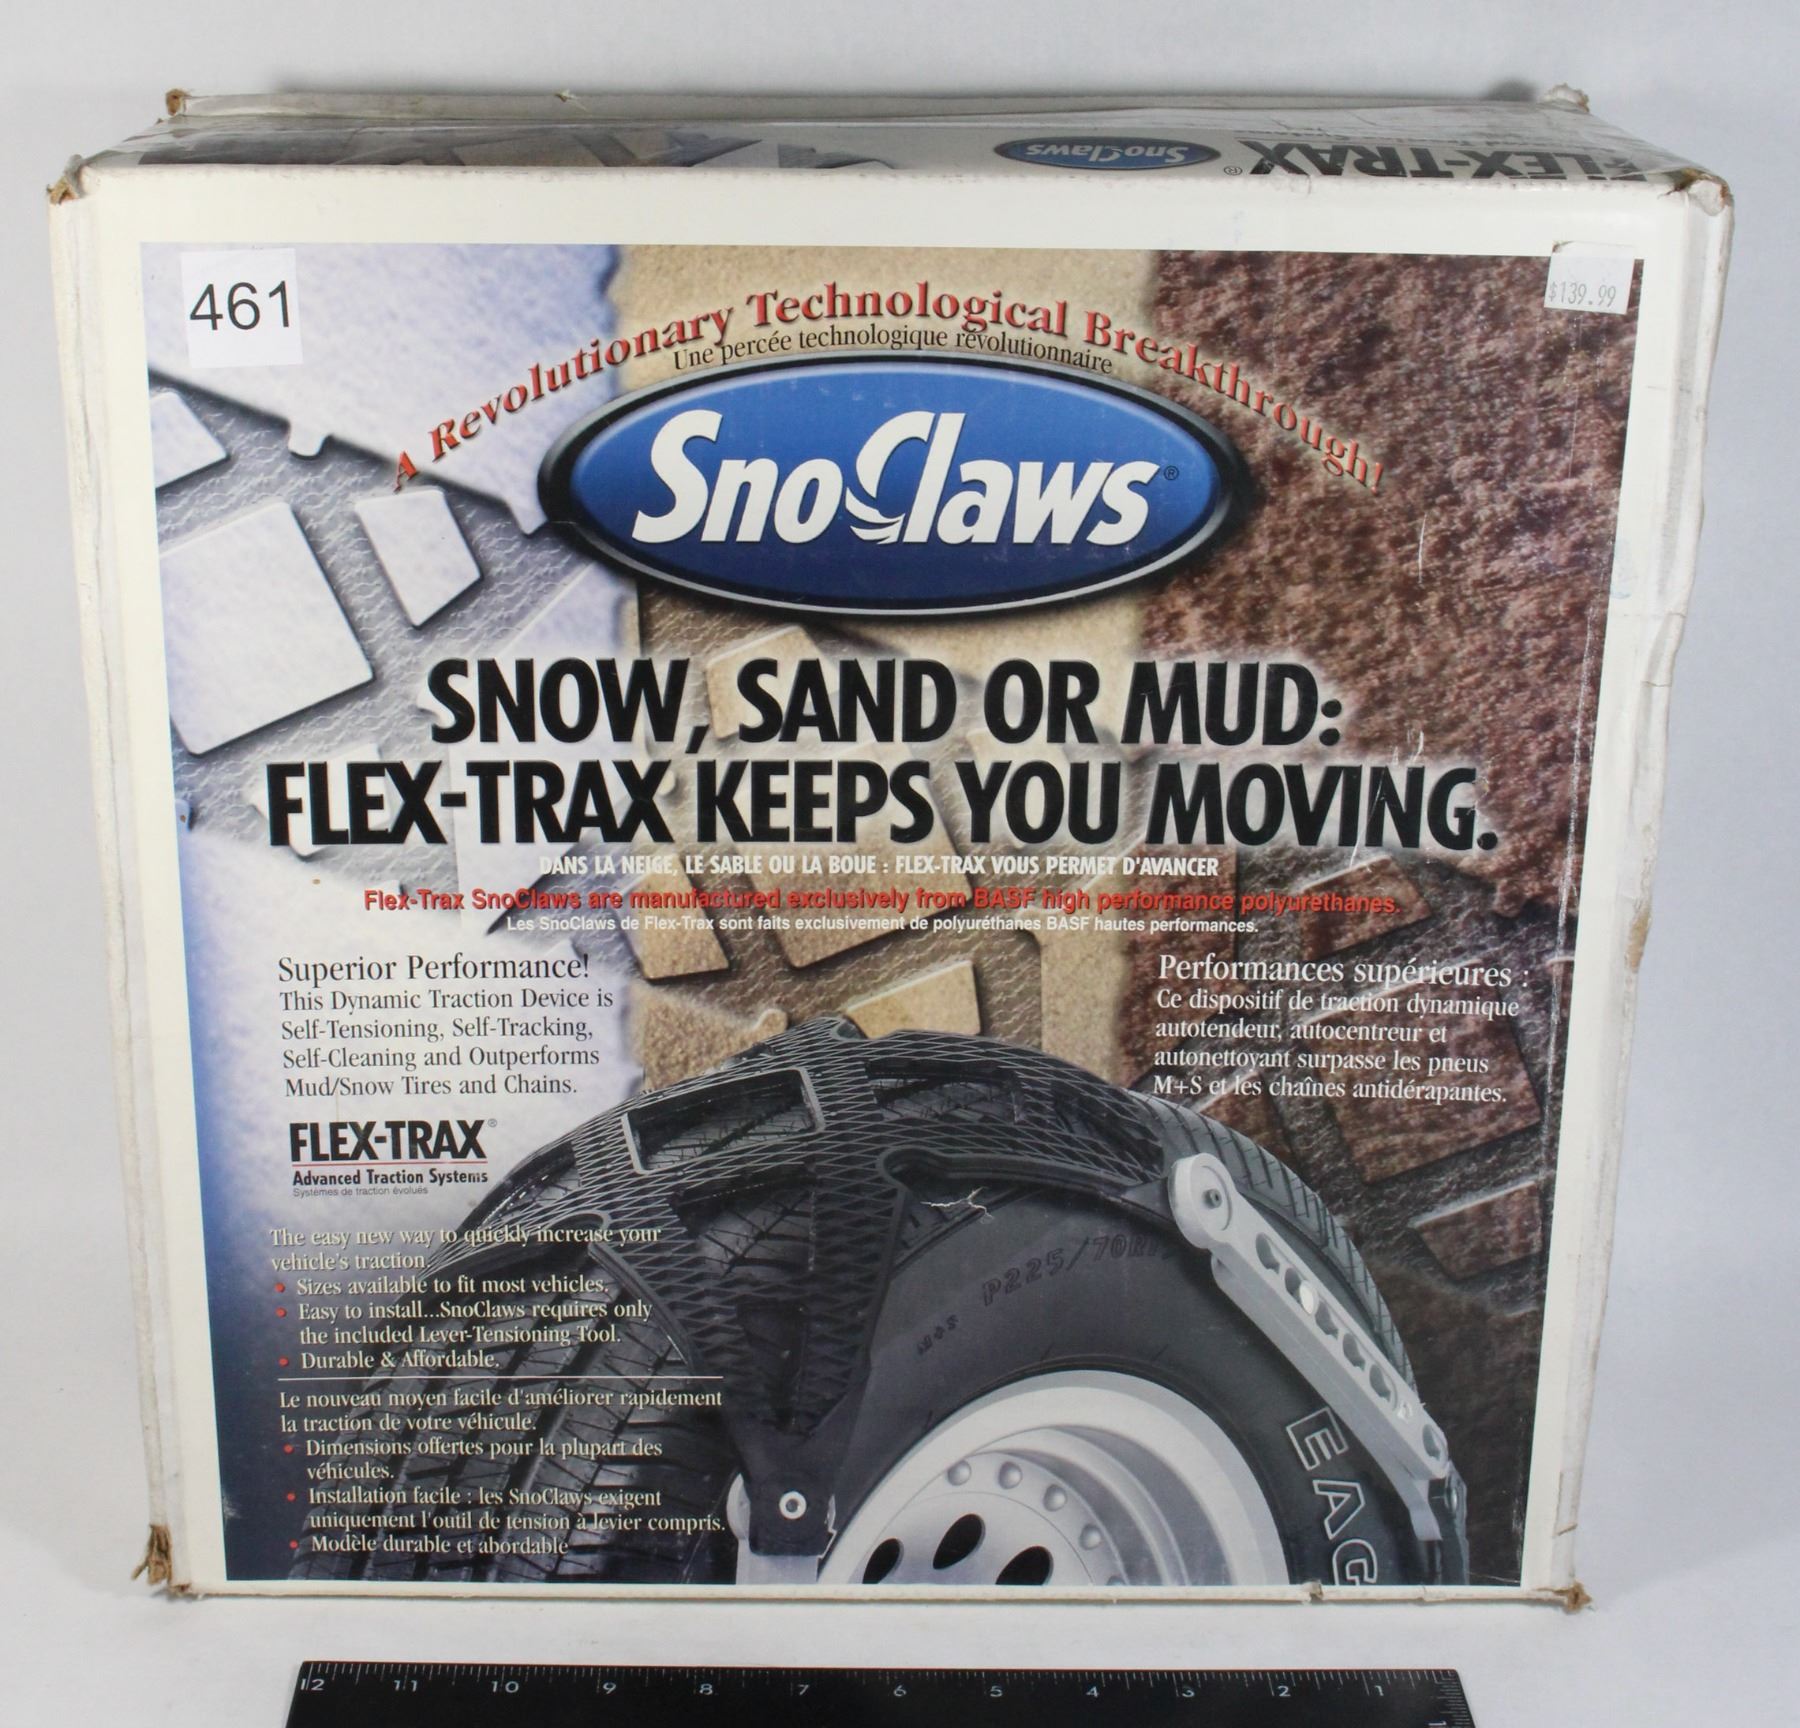 SnoClaws
FLEX-TRAX®
461
$139.99
A Revolutionary Technological Breakthrough!
Une percée technologique révolutionnaire
SnoClaws®
SNOW, SAND OR MUD:
FLEX-TRAX KEEPS YOU MOVING.
DANS LA NEIGE, LE SABLE OU LA BOUE : FLEX-TRAX VOUS PERMET D'AVANCER
Flex-Trax SnoClaws are manufactured exclusively from BASF high performance polyurethanes.
Les SnoClaws de Flex-Trax sont faits exclusivement de polyuréthanes BASF hautes performances.
Superior Performance!
This Dynamic Traction Device is
Self-Tensioning, Self-Tracking,
Self-Cleaning and Outperforms
Mud/Snow Tires and Chains.
Performances supérieures :
Ce dispositif de traction dynamique
autotendeur, autocentreur et
autonettoyant surpasse les pneus
M+S et les chaînes antidérapantes.
FLEX-TRAX®
Advanced Traction Systems
Systèmes de traction évolués
The easy new way to quickly increase your
vehicle's traction.
• Sizes available to fit most vehicles.
• Easy to install...SnoClaws requires only
the included Lever-Tensioning Tool.
• Durable & Affordable.
Le nouveau moyen facile d'améliorer rapidement
la traction de votre véhicule.
• Dimensions offertes pour la plupart des
véhicules.
• Installation facile : les SnoClaws exigent
uniquement l'outil de tension à levier compris.
• Modèle durable et abordable
M+S
P225/70R
EAG
12 11 10 9 8 7 6 5 4 3 2 1
1